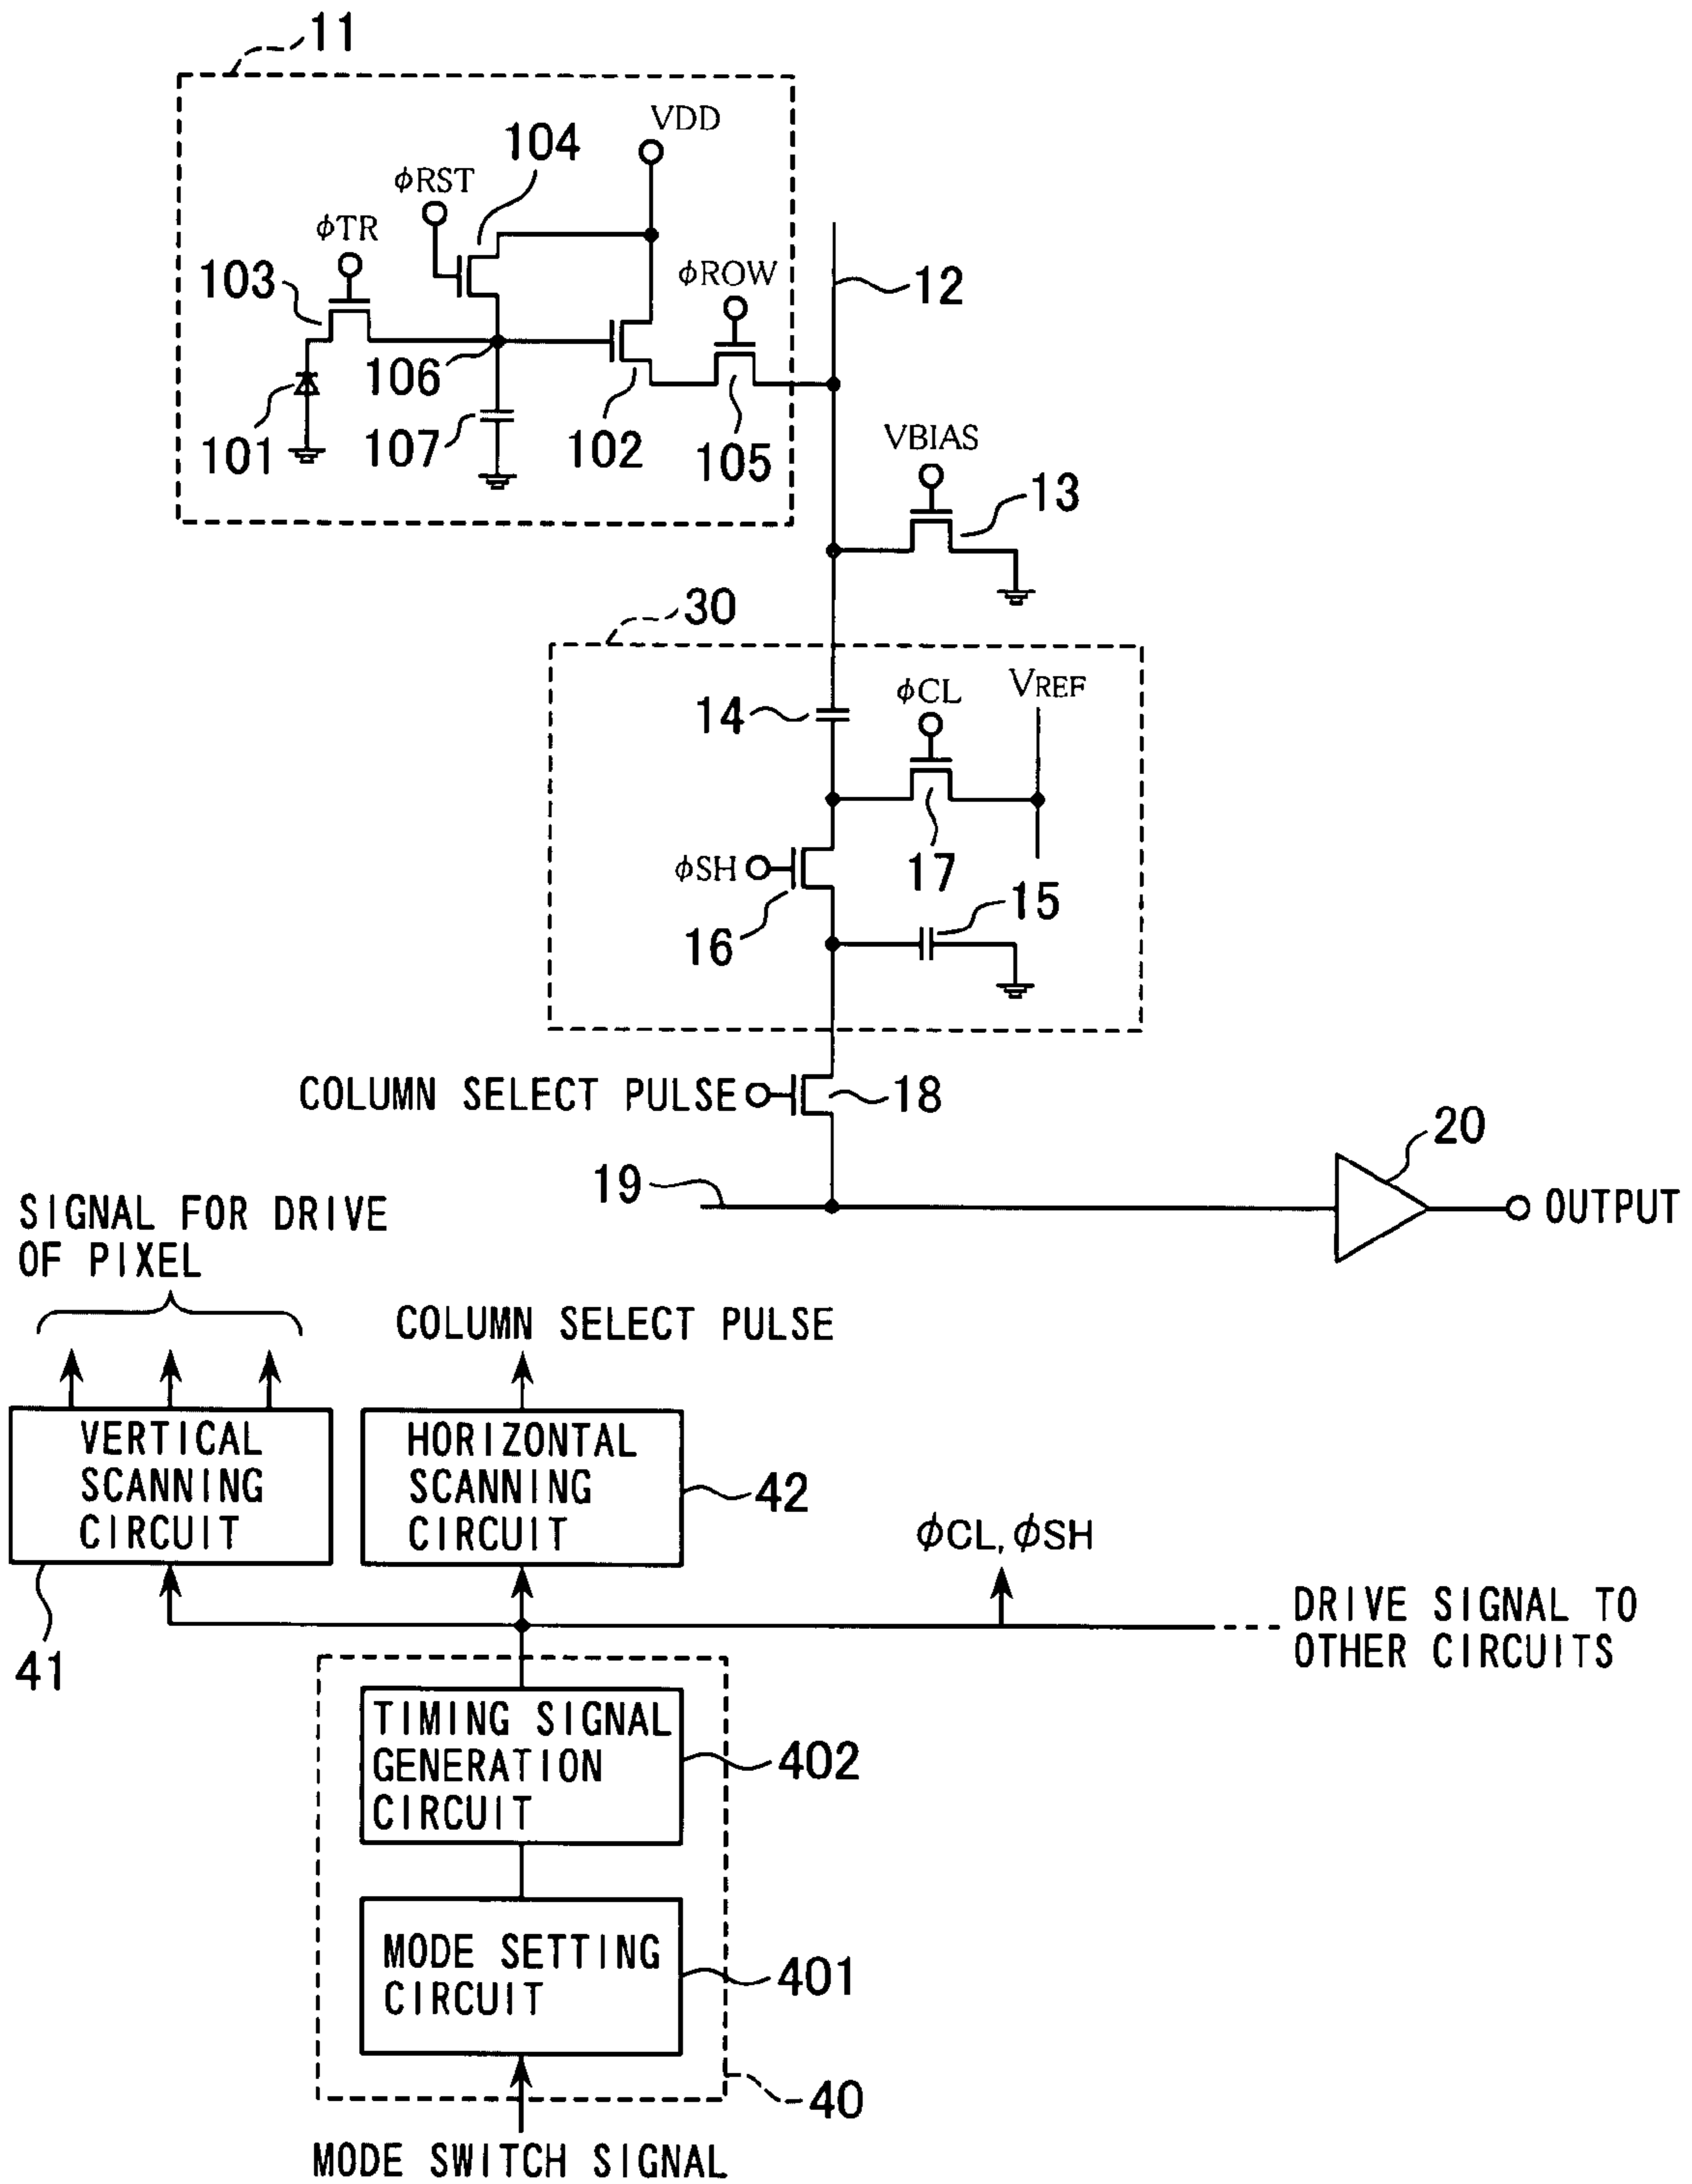 11
VDD
104
φRST
φTR
103
φROW
12
106
101
107
102
105
VBIAS
13
30
φCL
VREF
14
17
φSH
15
16
COLUMN SELECT PULSE
18
20
19
OUTPUT
SIGNAL FOR DRIVE
OF PIXEL
COLUMN SELECT PULSE
VERTICAL
SCANNING
CIRCUIT
HORIZONTAL
SCANNING
CIRCUIT
42
φCL, φSH
41
DRIVE SIGNAL TO
OTHER CIRCUITS
TIMING SIGNAL
GENERATION
CIRCUIT
402
MODE SETTING
CIRCUIT
401
40
MODE SWITCH SIGNAL